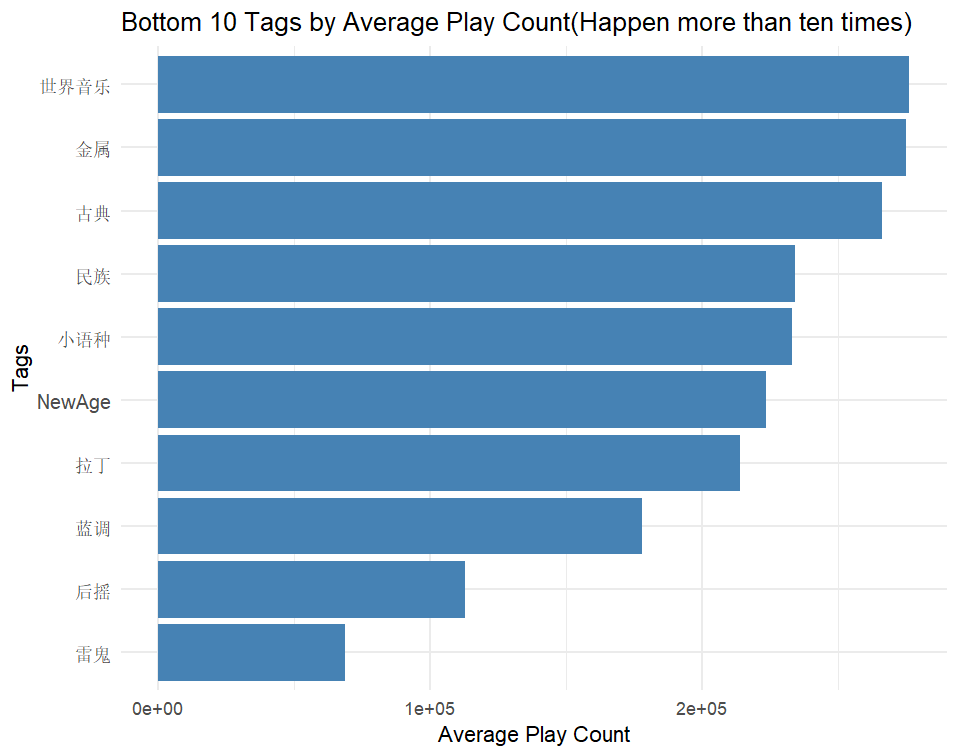 Bottom 10 Tags by Average Play Count(Happen more than ten times)
世界音乐
金属
古典
民族
小语种
NewAge
拉丁
蓝调
后摇
雷鬼
Tags
0e+00 1e+05 2e+05
Average Play Count